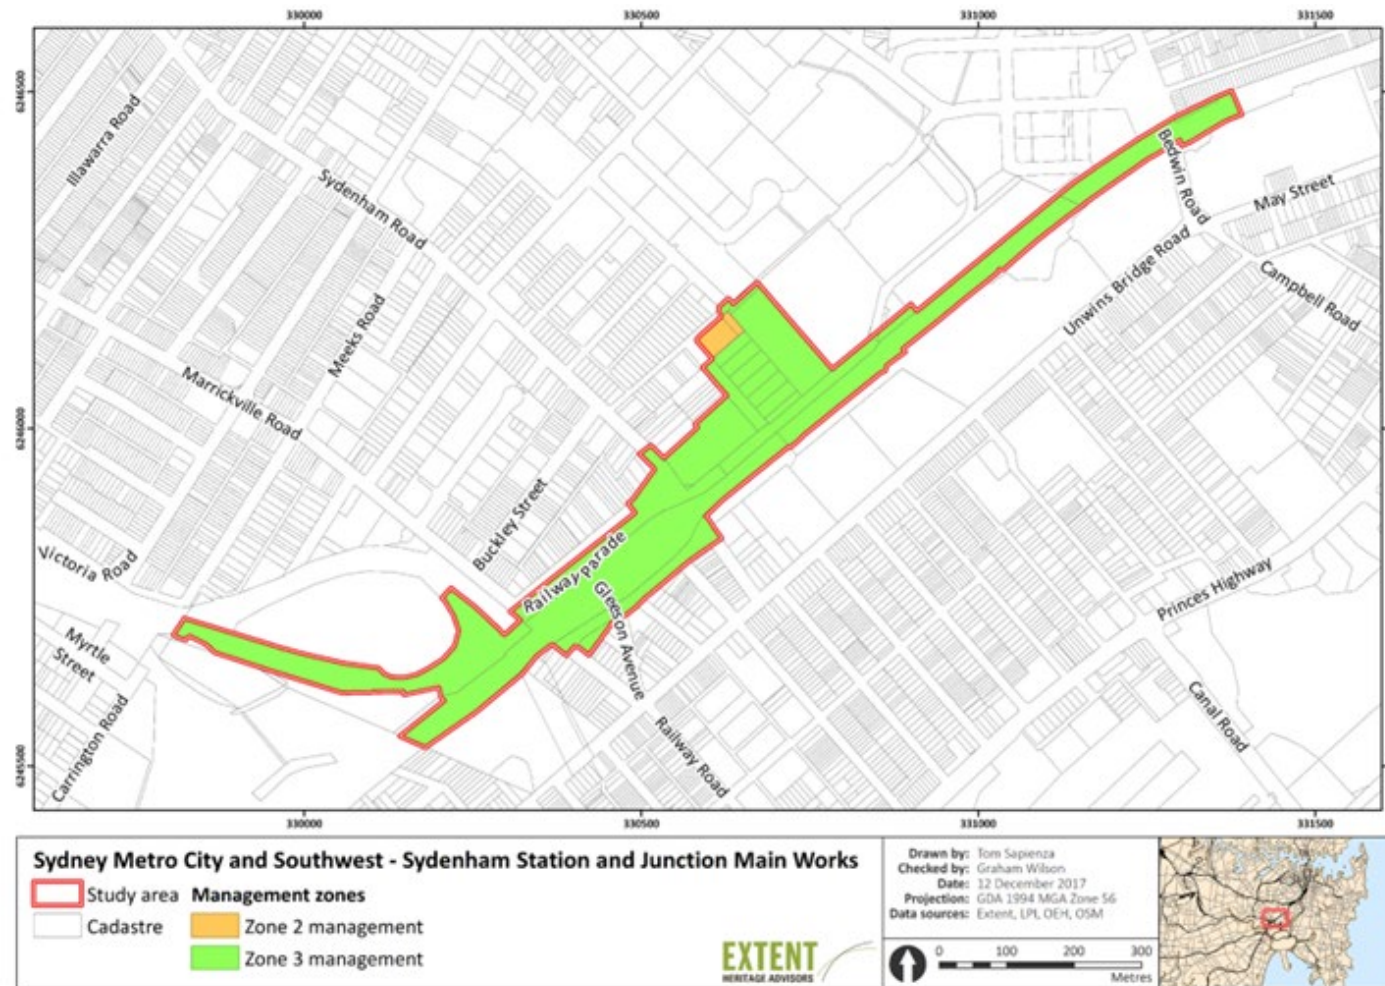 330000 330500 331000 331500
6246500
6246000
6245500
Illawarra Road
Sydenham Road
Meeks Road
Marrickville Road
Buckley Street
Victoria Road
Myrtle
Street
Carrington Road
Railway Parade
Gleeson Avenue
Railway Road
Bedwin Road
May Street
Unwins Bridge Road
Campbell Road
Princes Highway
Canal Road
330000 330500 331000 331500
Sydney Metro City and Southwest - Sydenham Station and Junction Main Works
Study area Management zones
Cadastre Zone 2 management
Zone 3 management
EXTENT
HERITAGE ADVISORS
Drawn by: Tom Sapienza
Checked by: Graham Wilson
Date: 12 December 2017
Projection: GDA 1994 MGA Zone 56
Data sources: Extent, LPI, OEH, OSM
0 100 200 300
Metres